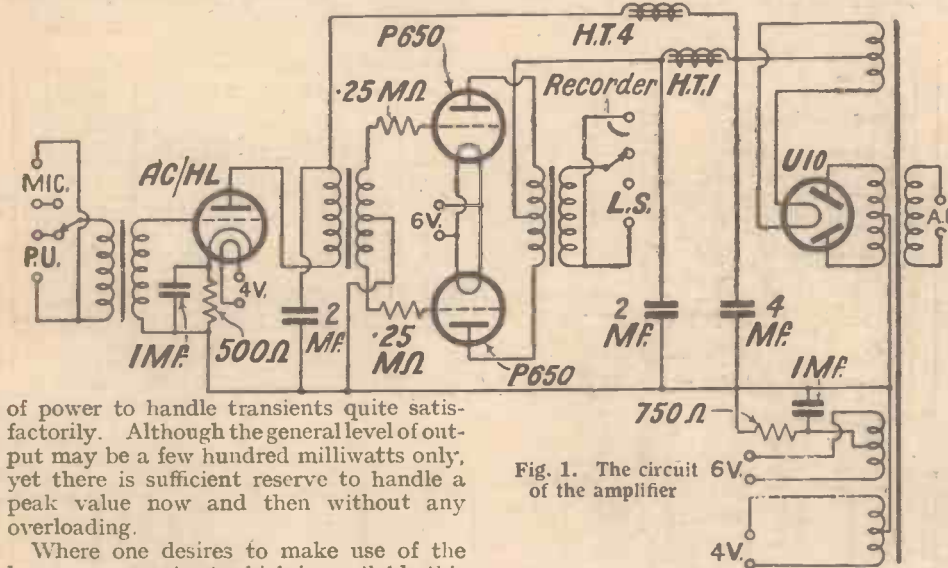 P650
H.T.4
.25 MΩ
Recorder
H.T.1
MIC.
AC/HL
U10
P.U.
6V.
L.S.
4V.
2
MF.
2
MF.
4
MF.
1MF.
500Ω
.25
MΩ
P650
1MF.
750Ω
6V.
4V.
Fig. 1. The circuit
of the amplifier
of power to handle transients quite satis-
factorily. Although the general level of out-
put may be a few hundred milliwatts only,
yet there is sufficient reserve to handle a
peak value now and then without any
overloading.
Where one desires to make use of the